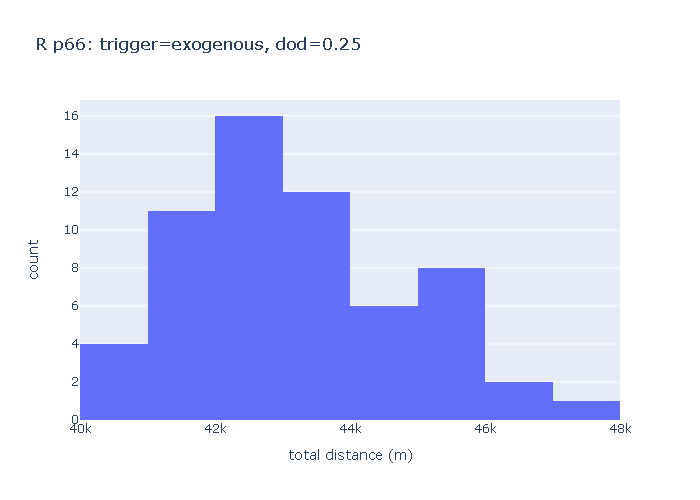 R p66: trigger=exogenous, dod=0.25
16
14
12
10
8
6
4
2
0
count
40k 42k 44k 46k 48k
total distance (m)